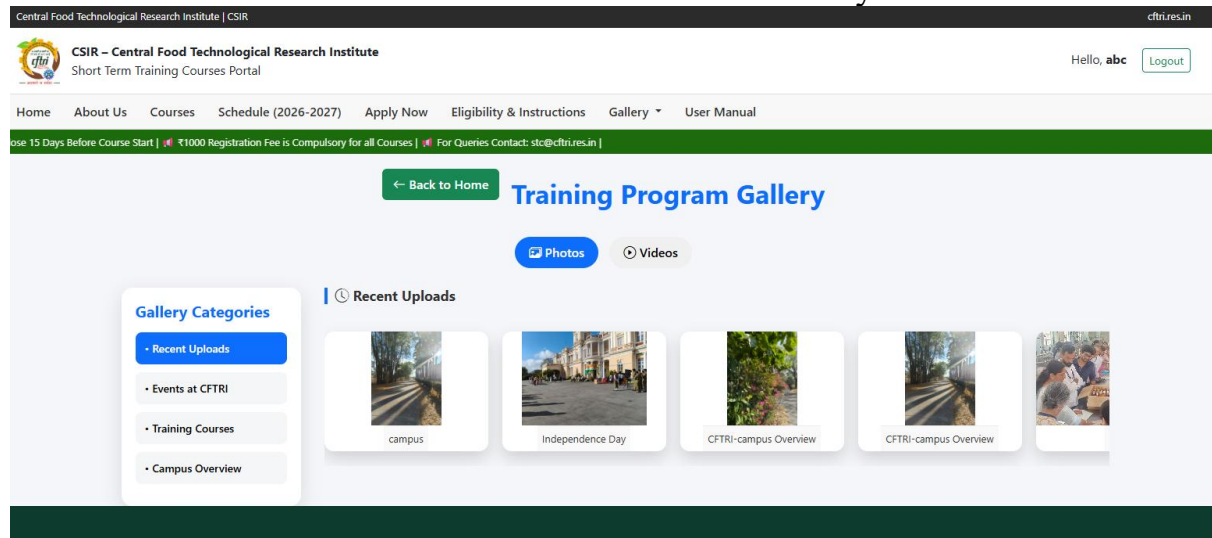 Central Food Technological Research Institute | CSIR
cftri.res.in
cftri
CSIR – Central Food Technological Research Institute
Short Term Training Courses Portal
Hello, abc
Logout
Home About Us Courses Schedule (2026-2027) Apply Now Eligibility & Instructions Gallery User Manual
ose 15 Days Before Course Start | ₹1000 Registration Fee is Compulsory for all Courses | For Queries Contact: stc@cftri.res.in |
← Back to Home
Training Program Gallery
Photos
Videos
Gallery Categories
• Recent Uploads
• Events at CFTRI
• Training Courses
• Campus Overview
Recent Uploads
campus
Independence Day
CFTRI-campus Overview
CFTRI-campus Overview